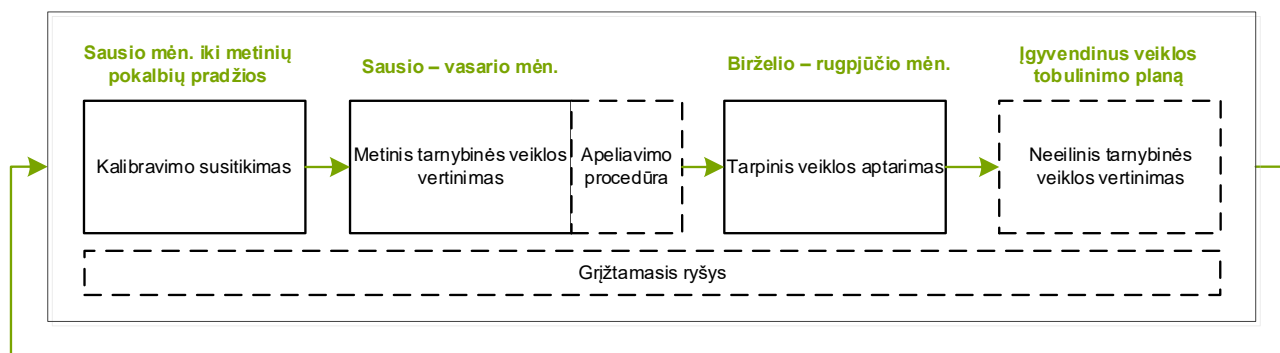 Sausio mėn. iki metinių
pokalbių pradžios
Sausio – vasario mėn.
Birželio – rugpjūčio mėn.
Įgyvendinus veiklos
tobulinimo planą
Kalibravimo susitikimas
Metinis tarnybinės veiklos
vertinimas
Apeliavimo
procedūra
Tarpinis veiklos aptarimas
Neeilinis tarnybinės
veiklos vertinimas
Grįžtamasis ryšys